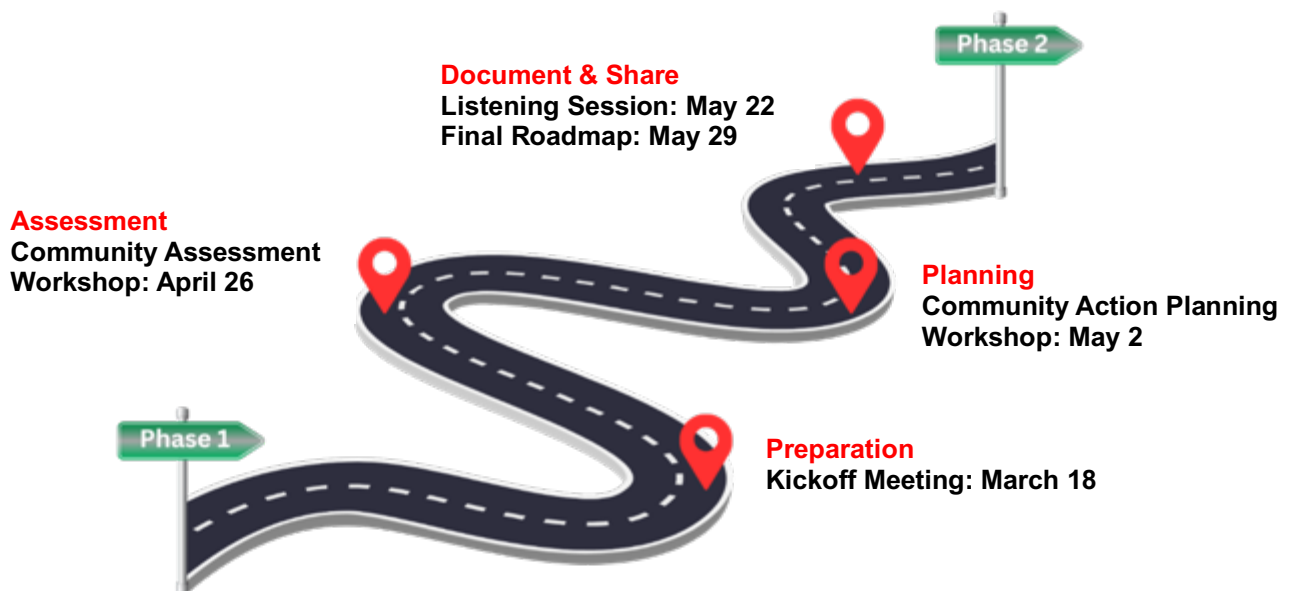 Phase 2
Document & Share
Listening Session: May 22
Final Roadmap: May 29
Assessment
Community Assessment
Workshop: April 26
Planning
Community Action Planning
Workshop: May 2
Phase 1
Preparation
Kickoff Meeting: March 18